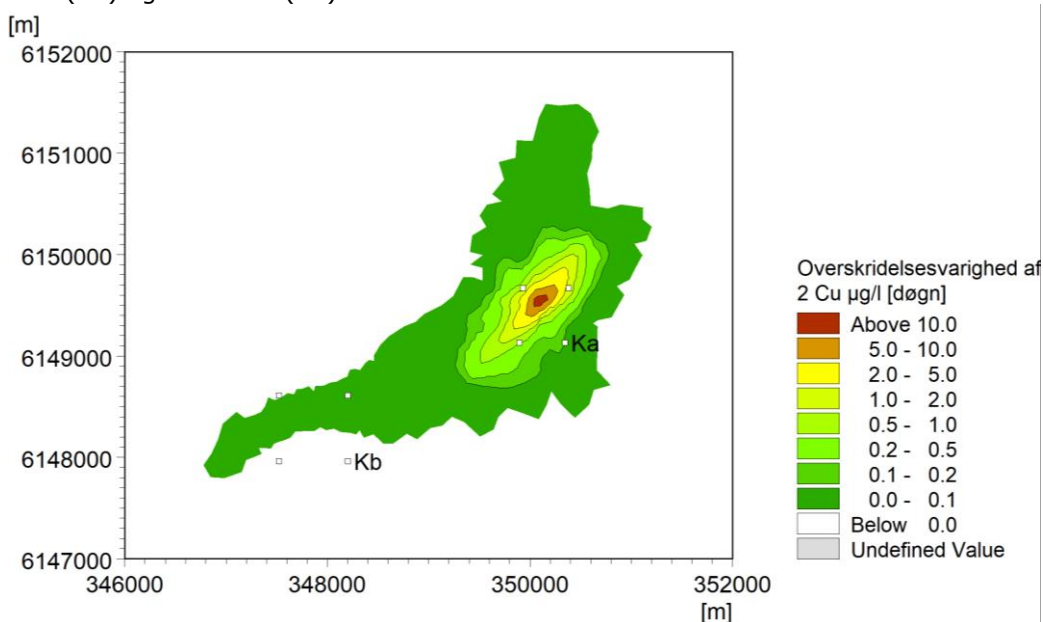 [m]
6152000
6151000
6150000
6149000
6148000
6147000
346000 348000 350000 352000
[m]
Ka
Kb
Overskridelsesvarighed af
2 Cu µg/l [døgn]
Above 10.0
5.0 - 10.0
2.0 - 5.0
1.0 - 2.0
0.5 - 1.0
0.2 - 0.5
0.1 - 0.2
0.0 - 0.1
Below 0.0
Undefined Value